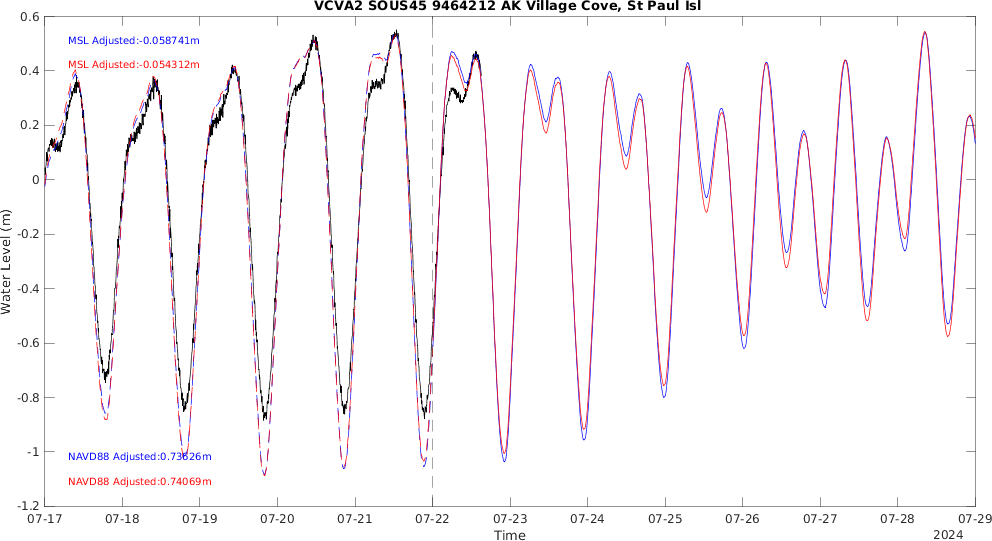 VCVA2 SOUS45 9464212 AK Village Cove, St Paul Isl
0.6
MSL Adjusted:-0.058741m
MSL Adjusted:-0.054312m
0.4
0.2
0
-0.2
-0.4
-0.6
-0.8
-1
-1.2
Water Level (m)
NAVD88 Adjusted:0.73626m
NAVD88 Adjusted:0.74069m
07-17 07-18 07-19 07-20 07-21 07-22 07-23 07-24 07-25 07-26 07-27 07-28 07-29
Time
2024